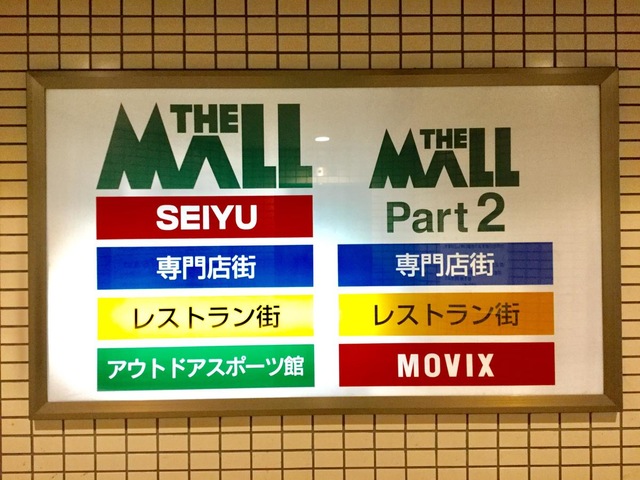 THE
MALL
SEIYU
専門店街
レストラン街
アウトドアスポーツ館
THE
MALL
Part 2
専門店街
レストラン街
MOVIX